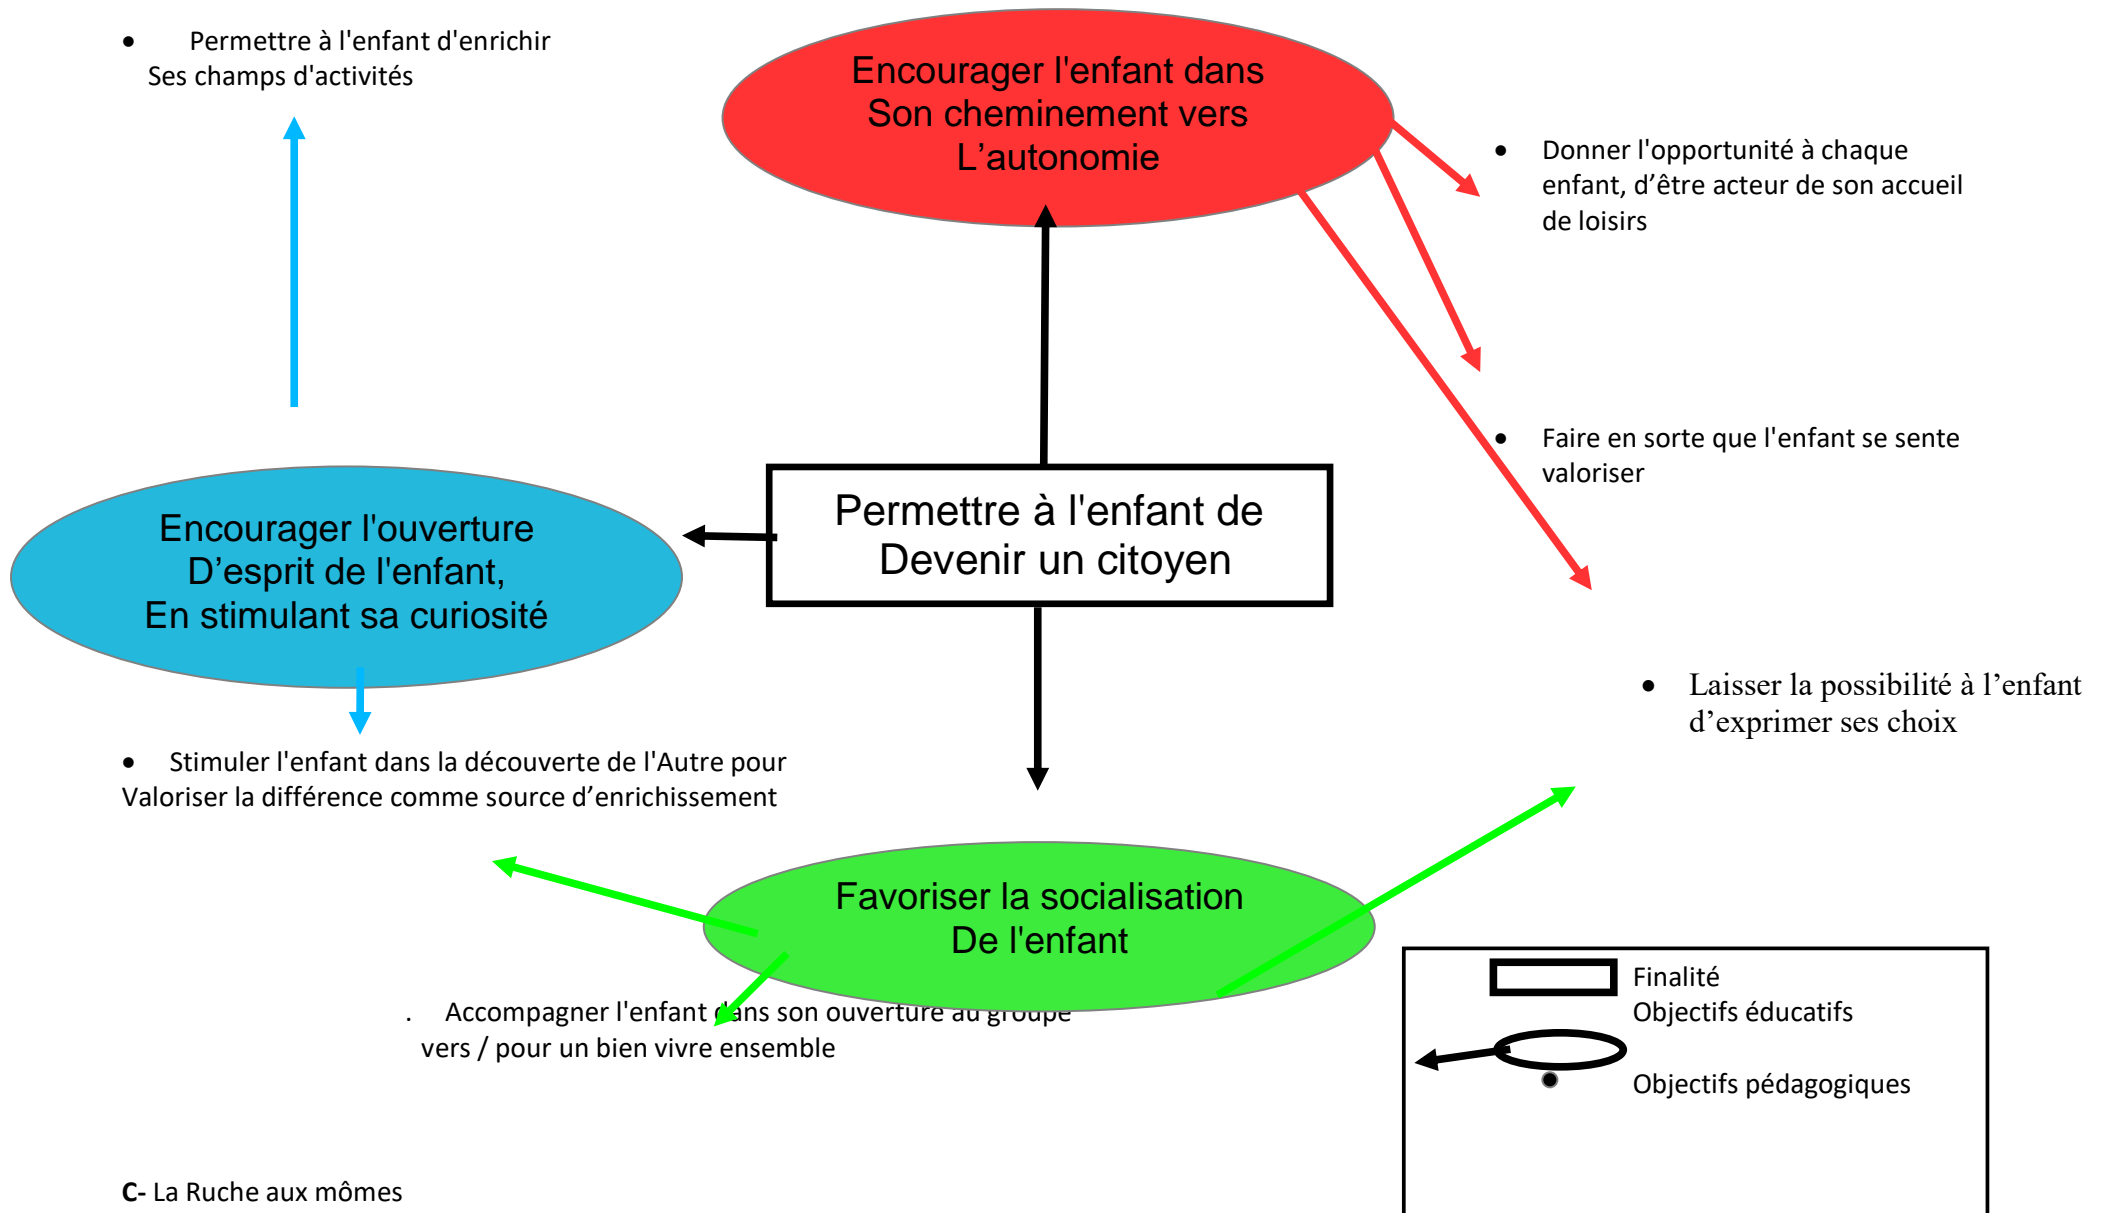 • Permettre à l'enfant d'enrichir
Ses champs d'activités
Encourager l'enfant dans
Son cheminement vers
L’autonomie
• Donner l'opportunité à chaque
enfant, d’être acteur de son accueil
de loisirs
• Faire en sorte que l'enfant se sente
valoriser
Permettre à l'enfant de
Devenir un citoyen
Encourager l'ouverture
D’esprit de l'enfant,
En stimulant sa curiosité
• Laisser la possibilité à l’enfant
d’exprimer ses choix
• Stimuler l'enfant dans la découverte de l'Autre pour
Valoriser la différence comme source d’enrichissement
Favoriser la socialisation
De l'enfant
. Accompagner l'enfant dans son ouverture au groupe
vers / pour un bien vivre ensemble
Finalité
Objectifs éducatifs
Objectifs pédagogiques
C- La Ruche aux mômes